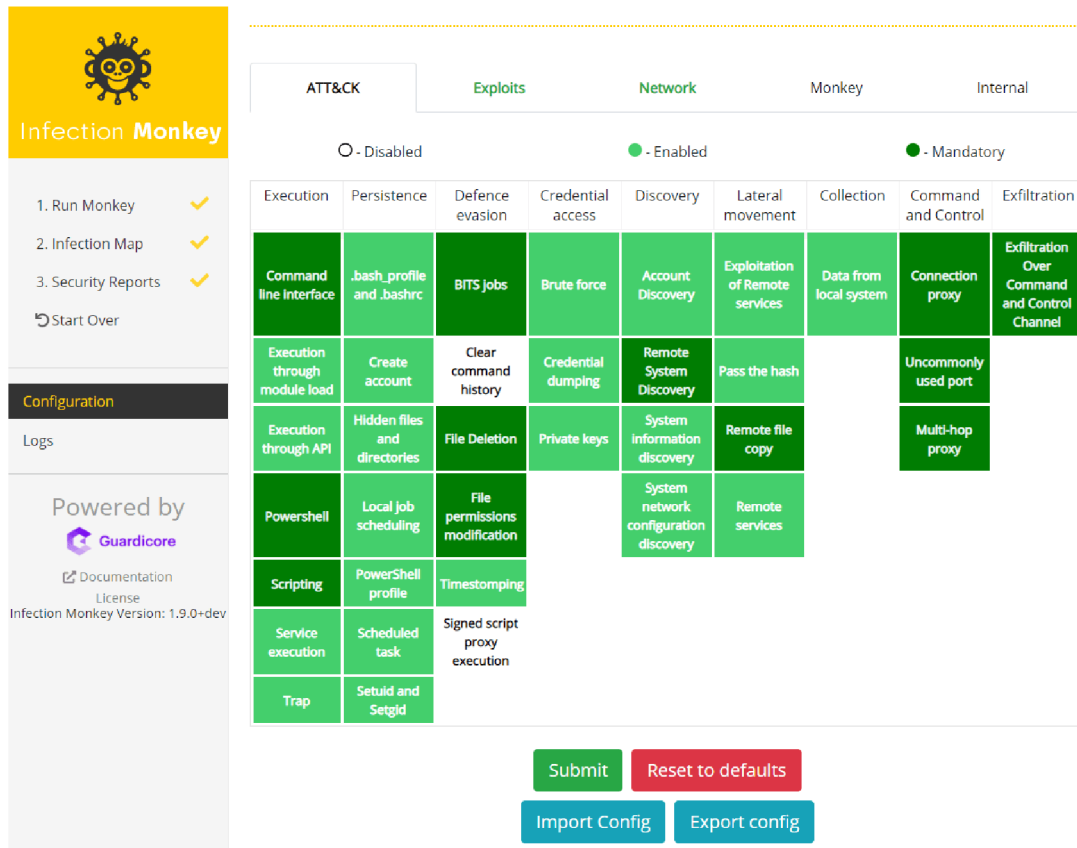 Infection Monkey
1. Run Monkey
2. Infection Map
3. Security Reports
Start Over
Configuration
Logs
Powered by
Guardicore
Documentation
License
Infection Monkey Version: 1.9.0+dev
ATT&CK Exploits Network Monkey Internal
- Disabled - Enabled - Mandatory
Execution Persistence Defence evasion Credential access Discovery Lateral movement Collection Command and Control Exfiltration
Command line interface
.bash_profile and .bashrc
BITS jobs
Brute force
Account Discovery
Exploitation of Remote services
Data from local system
Connection proxy
Exfiltration Over Command and Control Channel
Execution through module load
Create account
Clear command history
Credential dumping
Remote System Discovery
Pass the hash
Uncommonly used port
Execution through API
Hidden files and directories
File Deletion
Private keys
System information discovery
Remote file copy
Multi-hop proxy
Powershell
Local job scheduling
File permissions modification
System network configuration discovery
Remote services
Scripting
PowerShell profile
Timestomping
Service execution
Scheduled task
Signed script proxy execution
Trap
Setuid and Setgid
Submit Reset to defaults
Import Config Export config